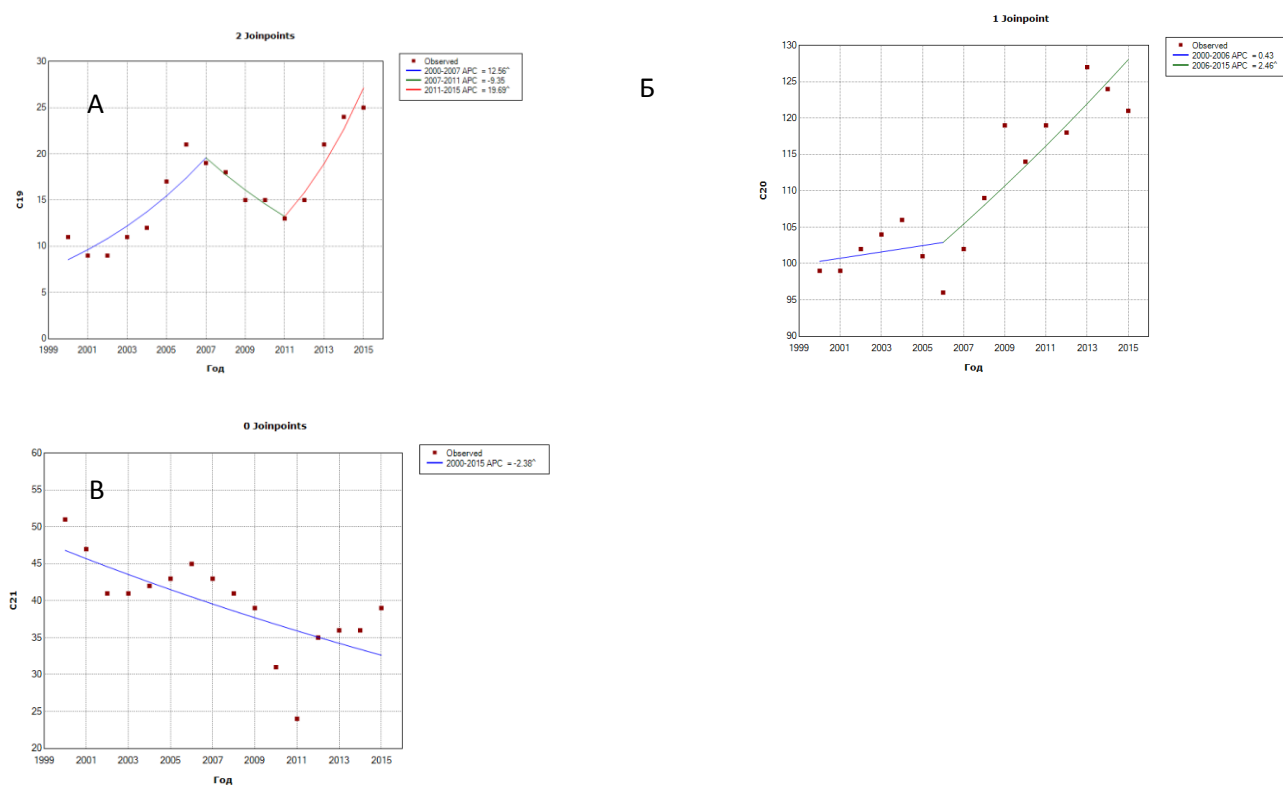 2 Joinpoints
А
C19
30
25
20
15
10
5
0
1999 2001 2003 2005 2007 2009 2011 2013 2015
Год
Observed
2000-2007 APC = 12.56^
2007-2011 APC = -9.35
2011-2015 APC = 19.69^
Б
1 Joinpoint
C20
130
125
120
115
110
105
100
95
90
1999 2001 2003 2005 2007 2009 2011 2013 2015
Год
Observed
2000-2006 APC = 0.43
2006-2015 APC = 2.46^
0 Joinpoints
В
C21
60
55
50
45
40
35
30
25
20
1999 2001 2003 2005 2007 2009 2011 2013 2015
Год
Observed
2000-2015 APC = -2.38^